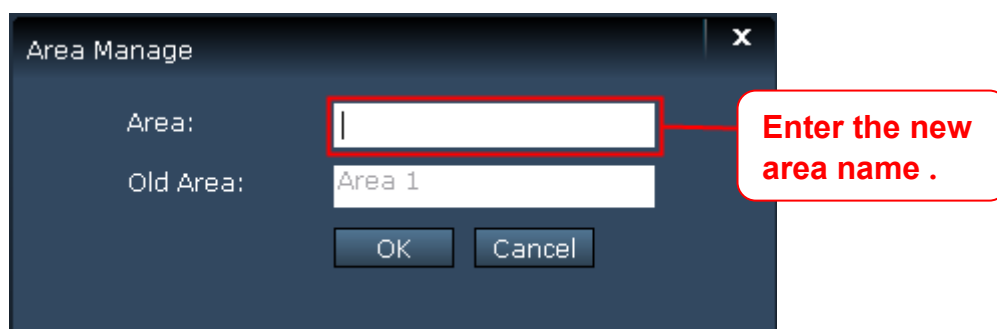 Area Manage
x
Area:
Enter the new
area name .
Old Area:
Area 1
OK
Cancel